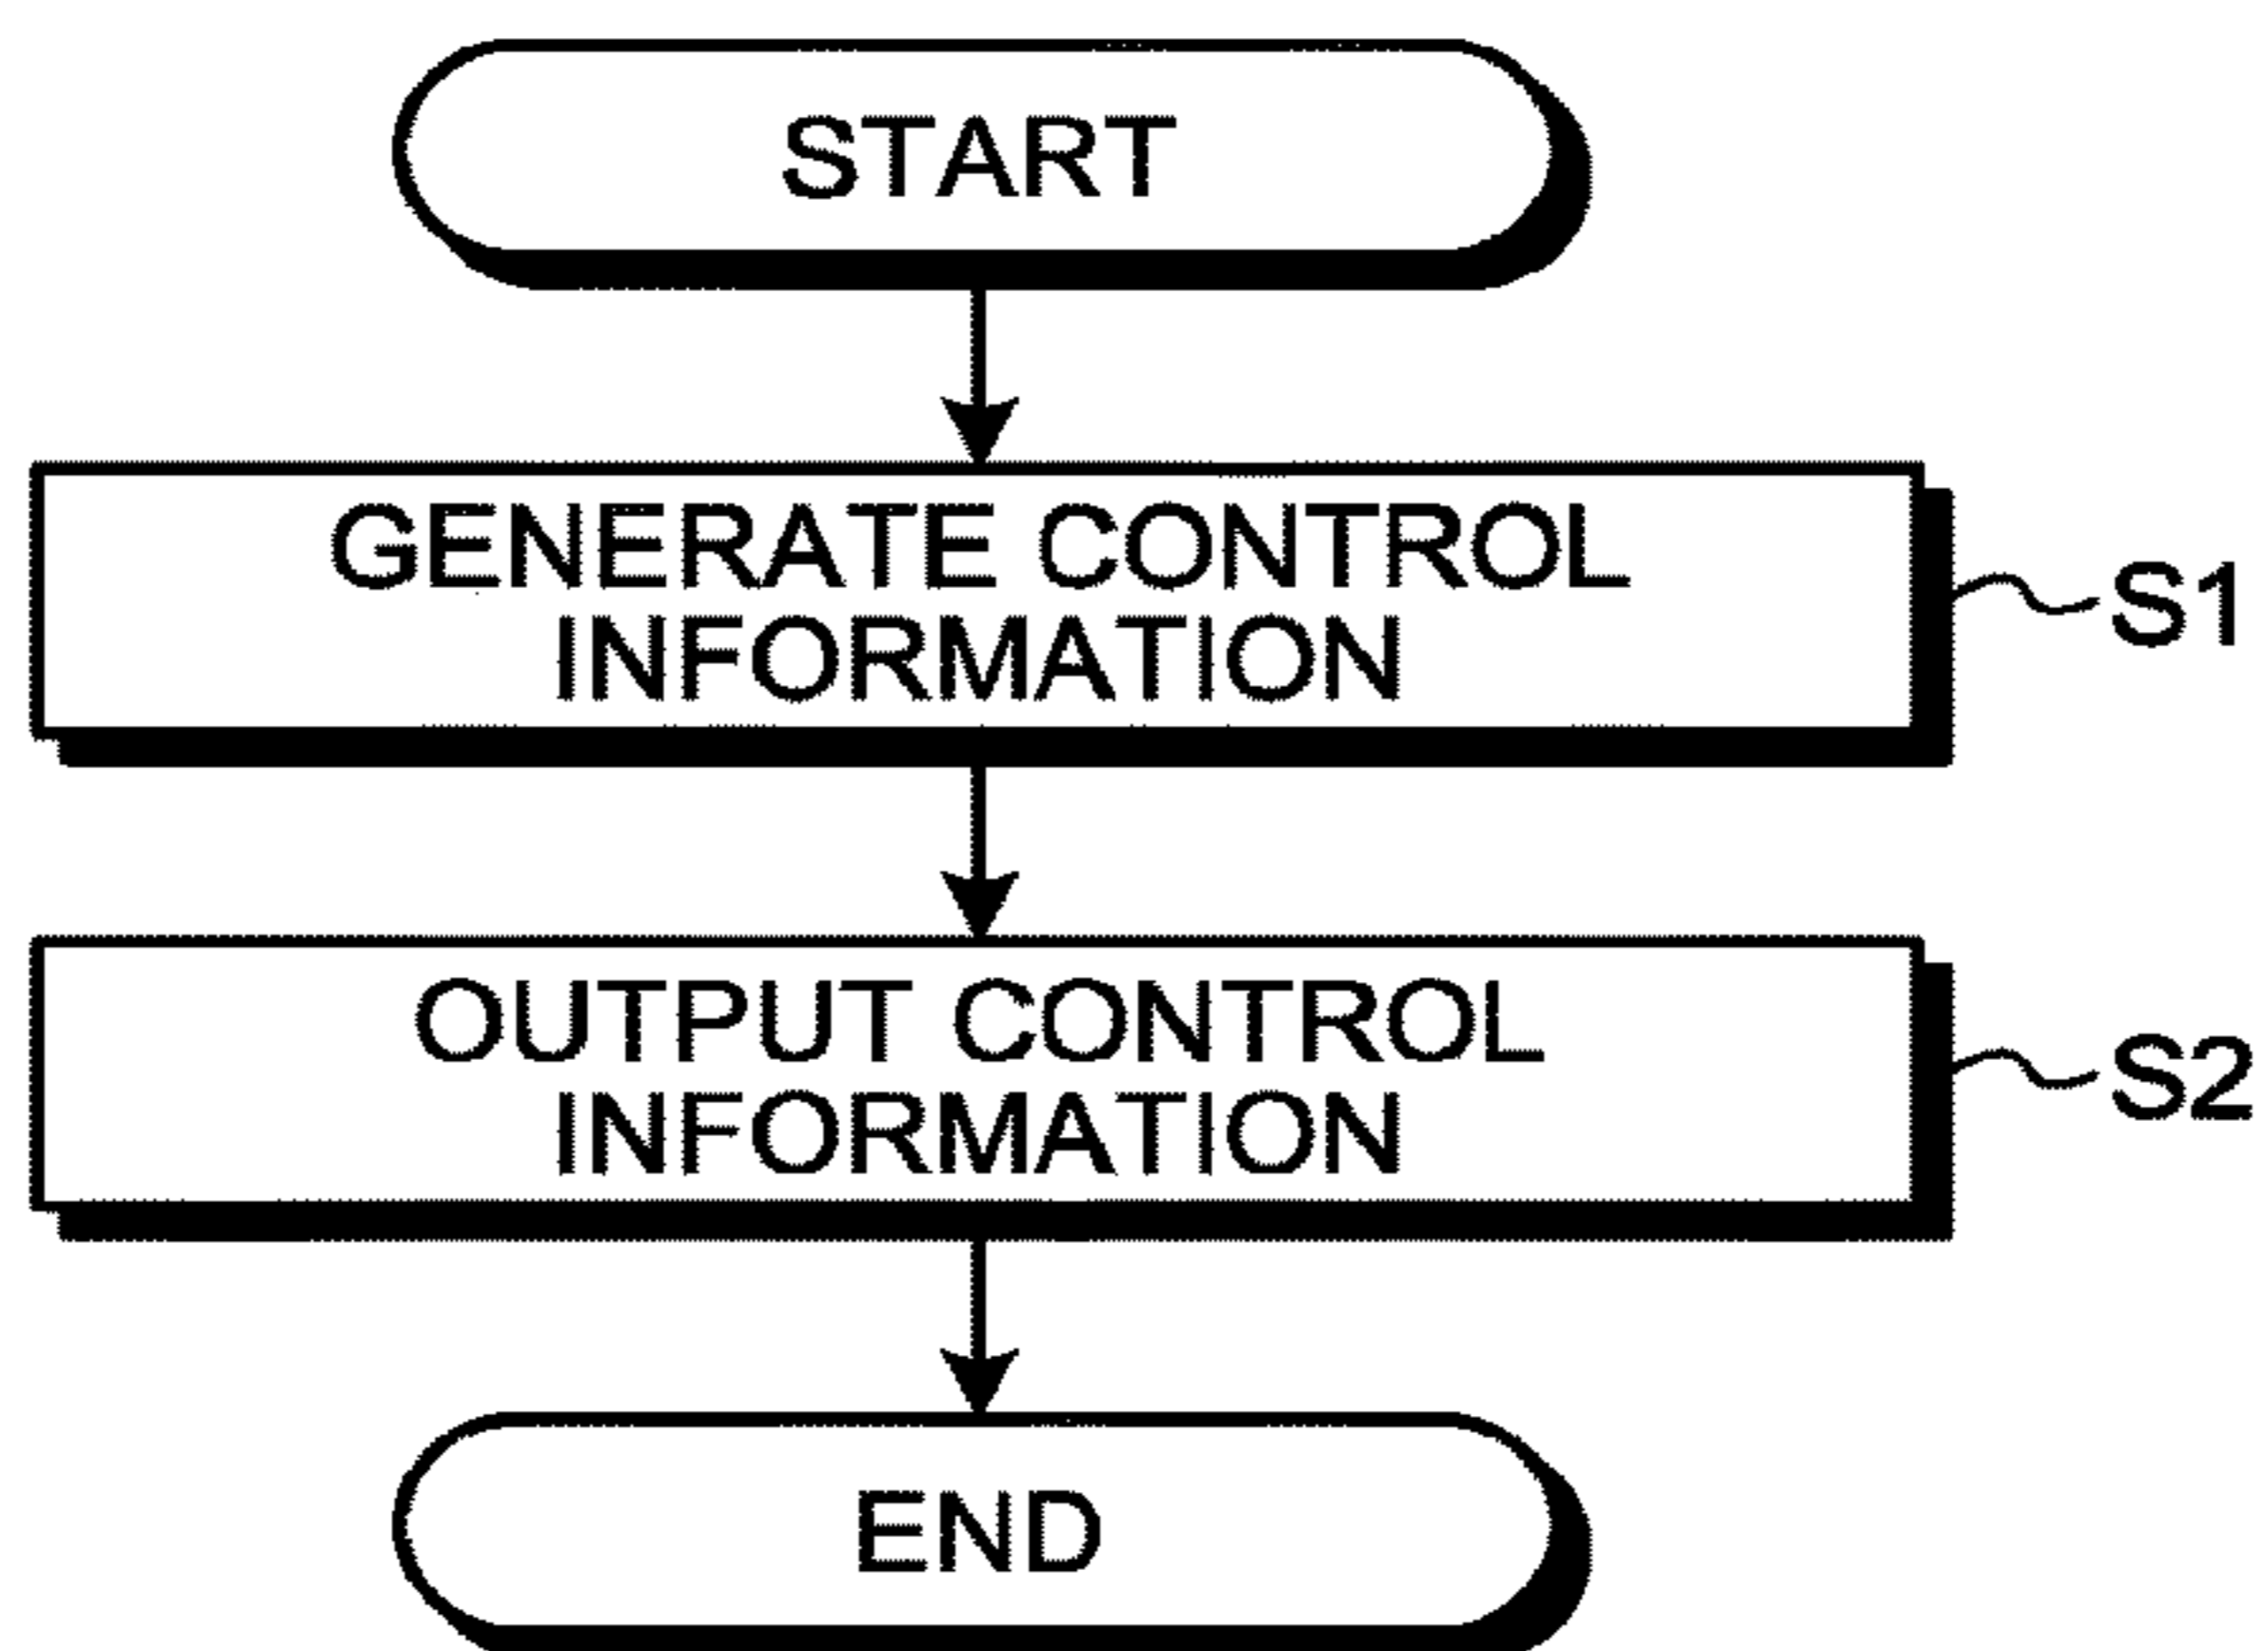 START
GENERATE CONTROL
INFORMATION
S1
OUTPUT CONTROL
INFORMATION
S2
END